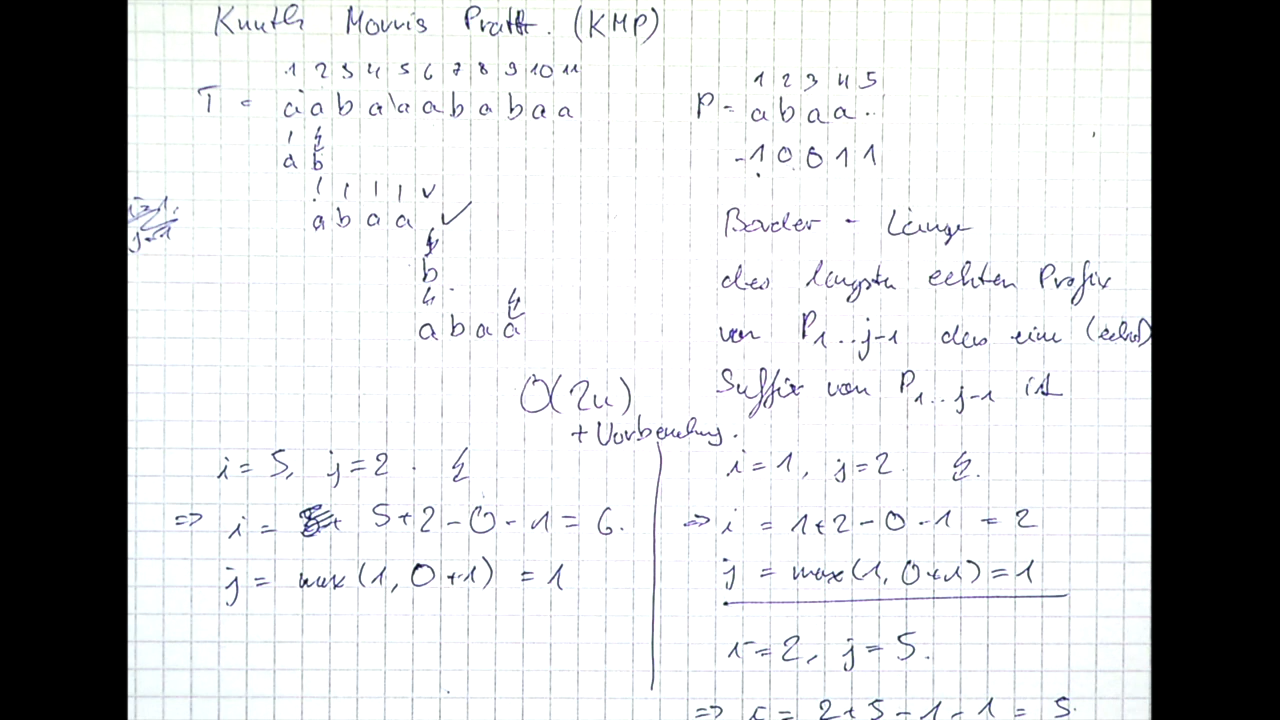 Knuth Morris Pratt. (KMP)
1 2 3 4 5 6 7 8 9 10 11
T = a a b a a a b a b a a
1 2 3 4 5
P = a b a a ..
-1 0 0 1 1
a b
a b a a ✓
b
a b a a
i=1,
j=1
Border - Länge
des längsten echten Präfix
von P1..j-1 das ein (echt)
Suffix von P1..j-1 ist
O(2n)
+ Vorbereitung.
i = 5, j = 2 . ↯
=> i = 5+2-0-1 = 6.
j = max(1, 0+1) = 1
i = 1, j = 2 ↯.
=> i = 1+2-0-1 = 2
j = max(1, 0+1) = 1
i = 2, j = 5.
=> i = 2+5-1-1 = 5.